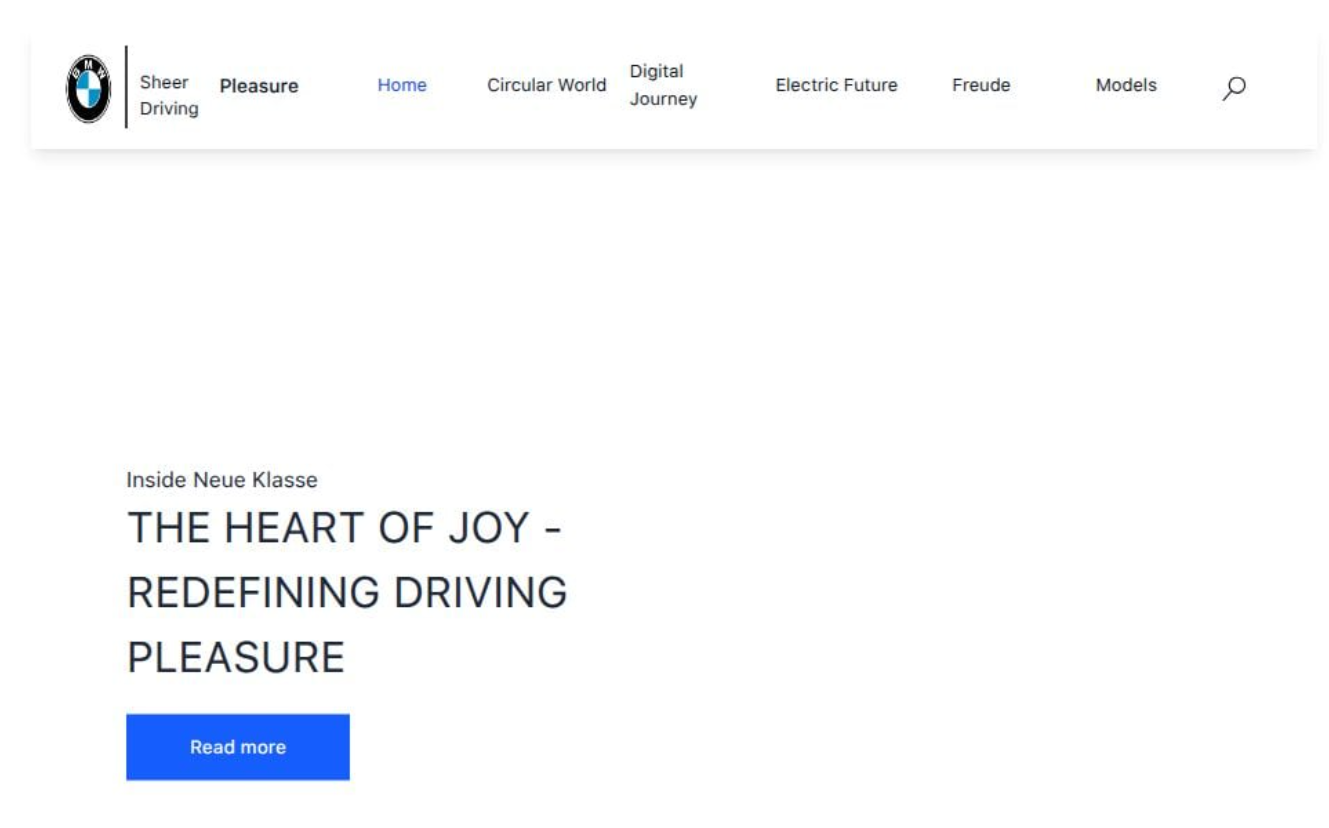 BMW
Sheer
Driving
Pleasure
Home
Circular World
Digital
Journey
Electric Future
Freude
Models
Inside Neue Klasse
THE HEART OF JOY -
REDEFINING DRIVING
PLEASURE
Read more